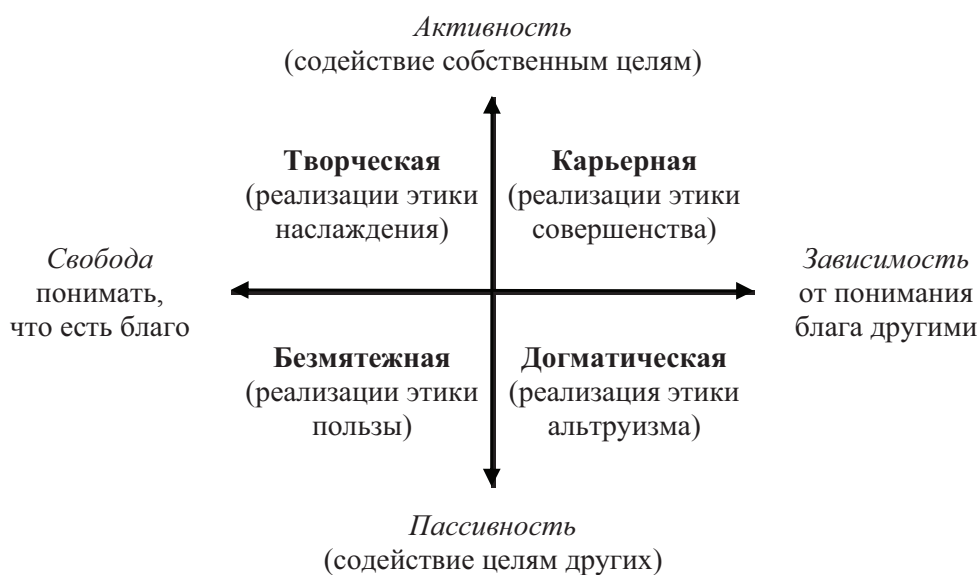 Активность
(содействие собственным целям)
Творческая
(реализации этики
наслаждения)
Карьерная
(реализации этики
совершенства)
Свобода
понимать,
что есть благо
Зависимость
от понимания
блага другими
Безмятежная
(реализации этики
пользы)
Догматическая
(реализация этики
альтруизма)
Пассивность
(содействие целям других)